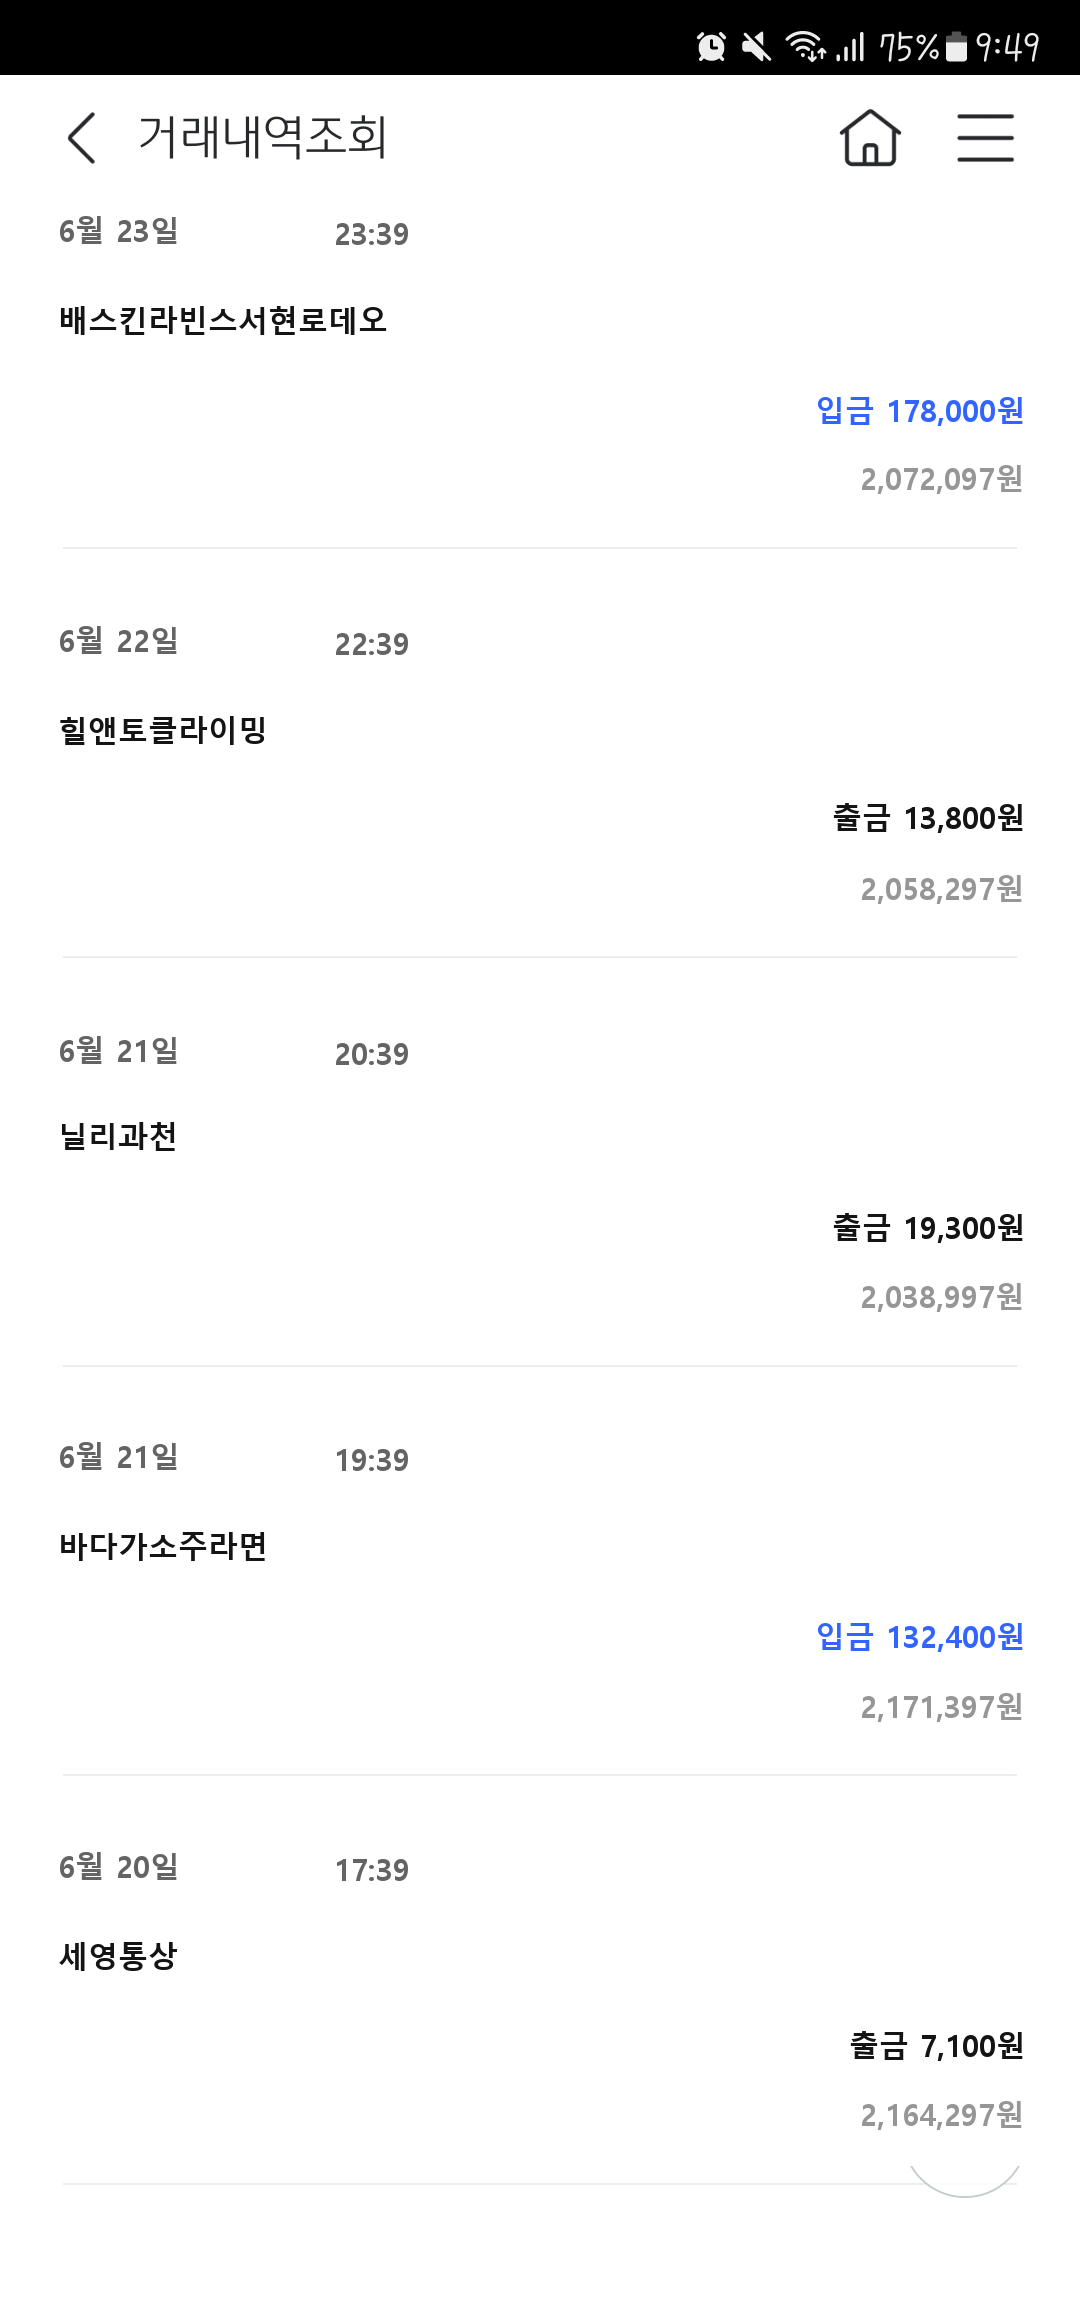 75% 9:49
거래내역조회
6월 23일 23:39
배스킨라빈스서현로데오
입금 178,000원
2,072,097원
6월 22일 22:39
힐앤토클라이밍
출금 13,800원
2,058,297원
6월 21일 20:39
닐리과천
출금 19,300원
2,038,997원
6월 21일 19:39
바다가소주라면
입금 132,400원
2,171,397원
6월 20일 17:39
세영통상
출금 7,100원
2,164,297원